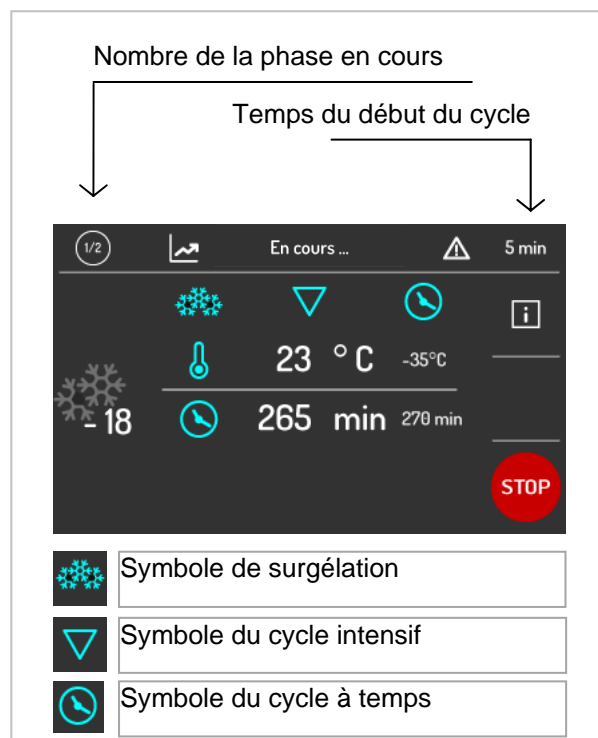 Nombre de la phase en cours
Temps du début du cycle
1/2 En cours ... 5 min
i
23 °C -35°C
- 18 265 min 270 min
STOP
Symbole de surgélation
Symbole du cycle intensif
Symbole du cycle à temps